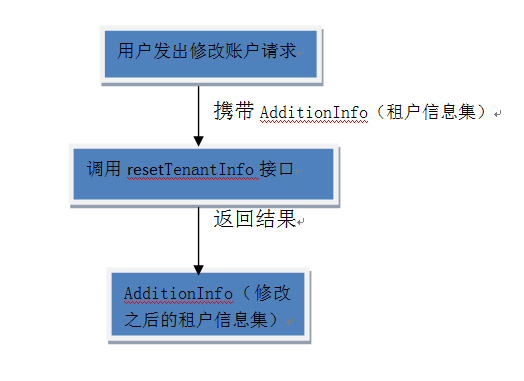 用户发出修改账户请求
携带 AdditionInfo（租户信息集）
调用 resetTenantInfo 接口
返回结果
AdditionInfo（修改
之后的租户信息集）